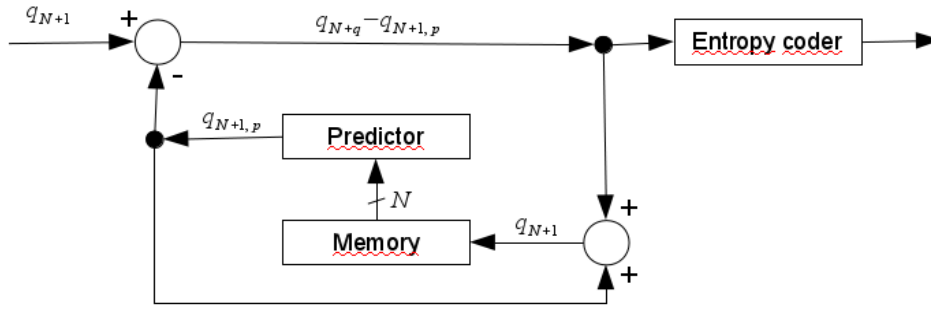 q_{N+1}
+
q_{N+q}−q_{N+1, p}
Entropy coder
-
q_{N+1, p}
Predictor
N
+
q_{N+1}
Memory
+